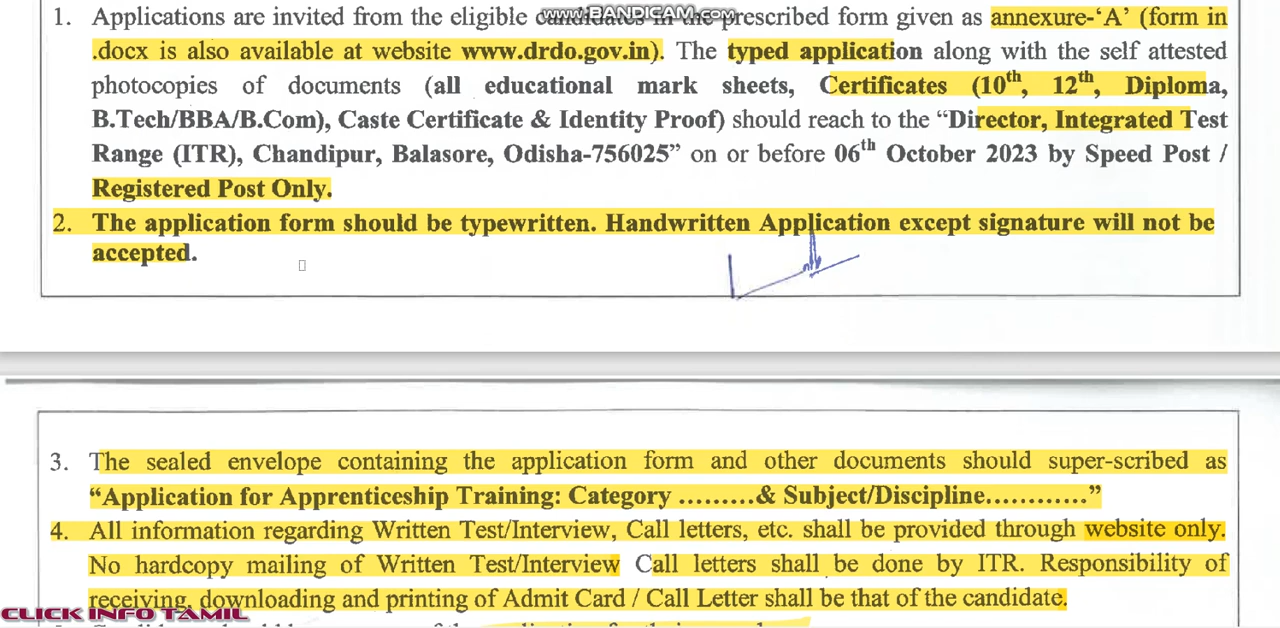 www.BANDICAM.com
1. Applications are invited from the eligible candidates in the prescribed form given as annexure-‘A’ (form in
.docx is also available at website www.drdo.gov.in). The typed application along with the self attested
photocopies of documents (all educational mark sheets, Certificates (10th, 12th, Diploma,
B.Tech/BBA/B.Com), Caste Certificate & Identity Proof) should reach to the “Director, Integrated Test
Range (ITR), Chandipur, Balasore, Odisha-756025” on or before 06th October 2023 by Speed Post /
Registered Post Only.
2. The application form should be typewritten. Handwritten Application except signature will not be
accepted.
3. The sealed envelope containing the application form and other documents should super-scribed as
“Application for Apprenticeship Training: Category .........& Subject/Discipline............”
4. All information regarding Written Test/Interview, Call letters, etc. shall be provided through website only.
No hardcopy mailing of Written Test/Interview Call letters shall be done by ITR. Responsibility of
receiving, downloading and printing of Admit Card / Call Letter shall be that of the candidate.
CLICK INFO TAMIL